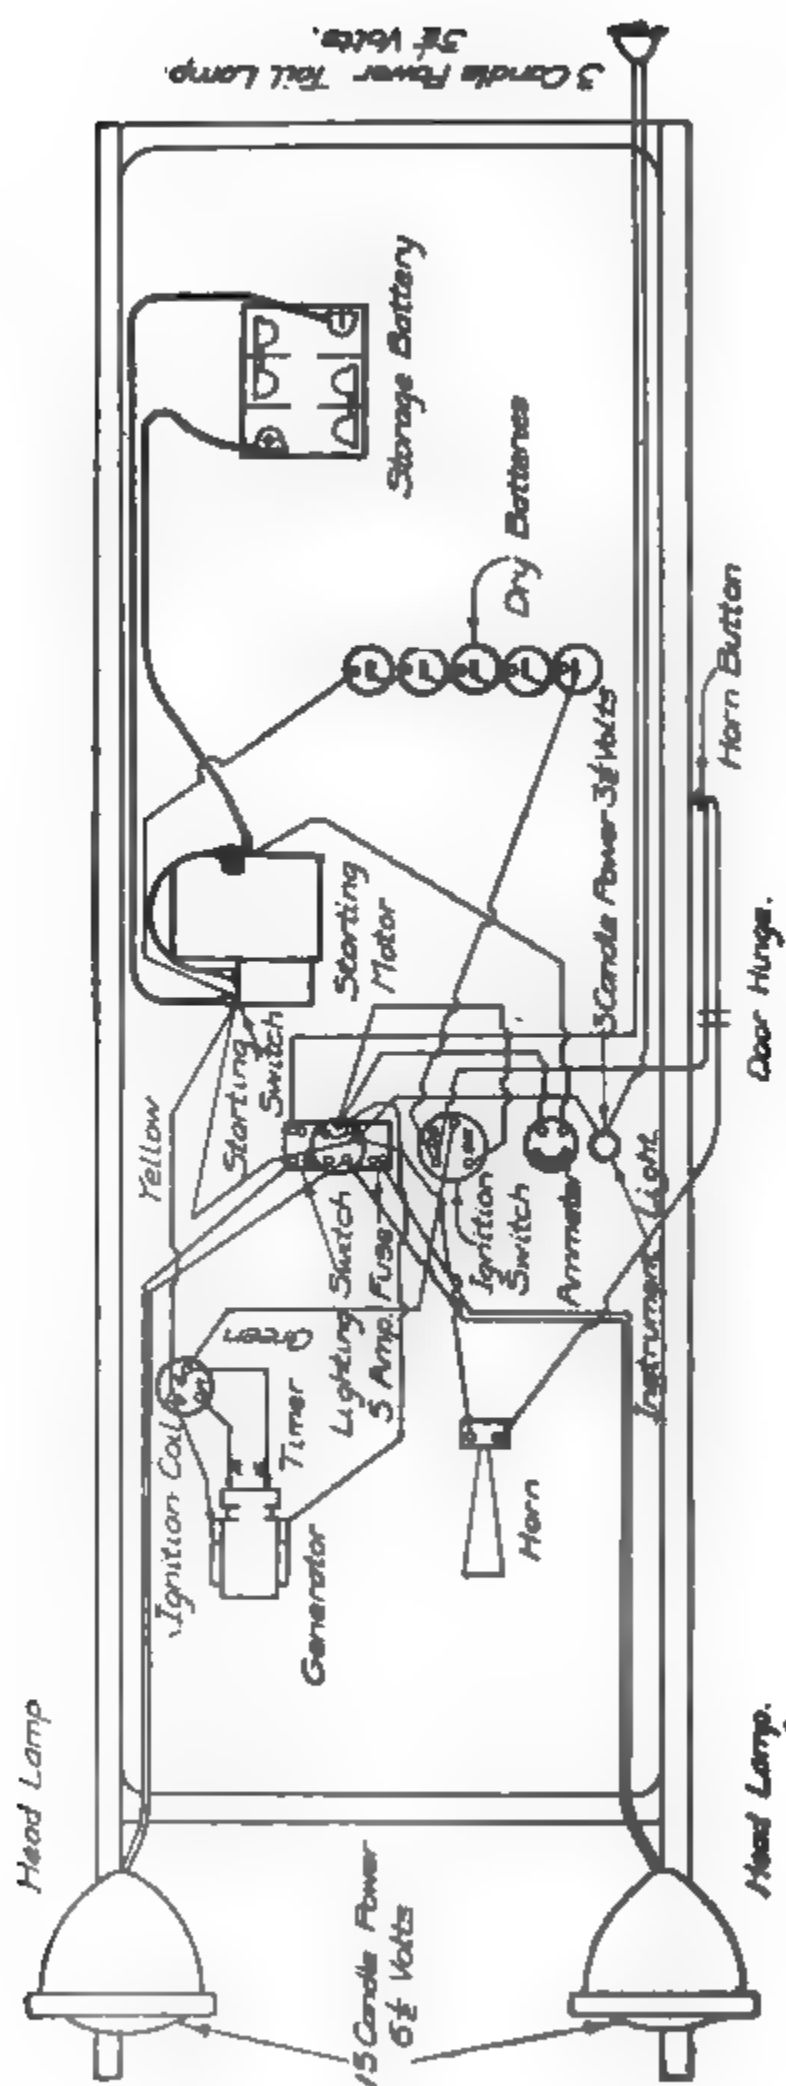 3 Candle Power Tail Lamp.
3½ Volts.
Storage Battery
Dry Batteries
Horn Button
3 Candle Power 3½ Volts
Starting
Motor
Door Hinge.
Starting
Switch
Yellow
Lighting Switch
5 Amp. Fuse
Ignition
Switch
Ammeter
Instrument Light
Ignition Coil
Timer
Generator
Horn
Head Lamp
Head Lamp.
15 Candle Power
6½ Volts